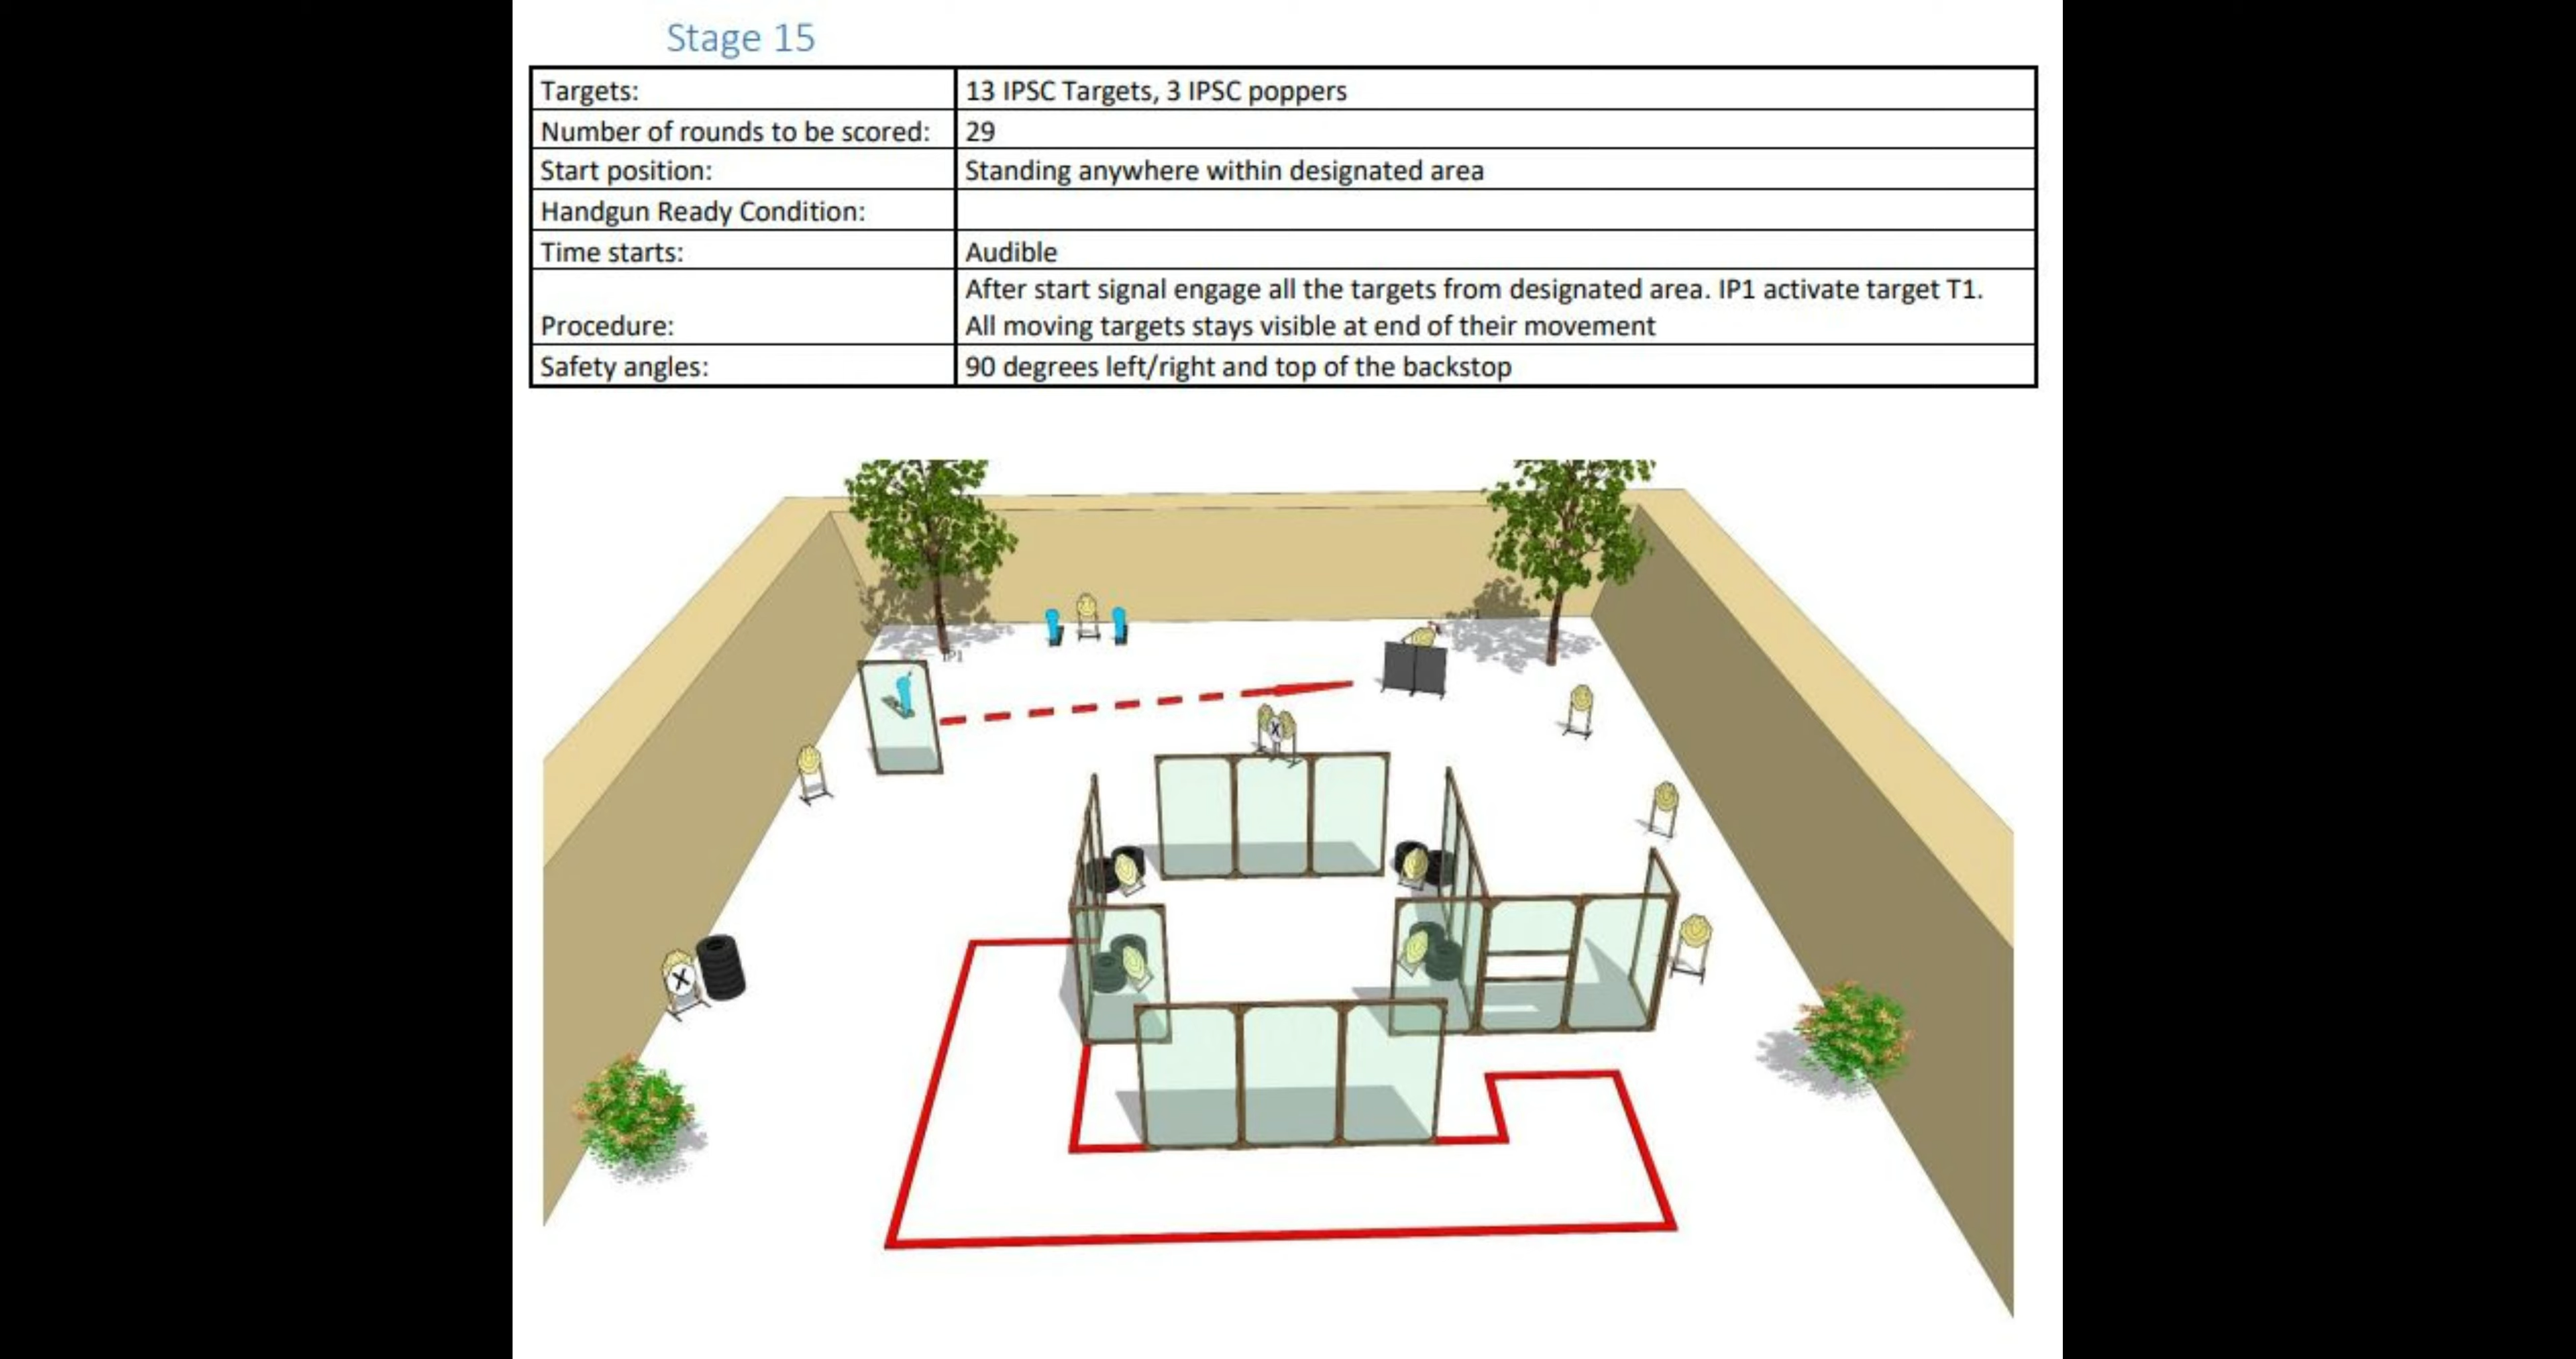 Stage 15
Targets: 13 IPSC Targets, 3 IPSC poppers
Number of rounds to be scored: 29
Start position: Standing anywhere within designated area
Handgun Ready Condition:
Time starts: Audible
After start signal engage all the targets from designated area. IP1 activate target T1.
Procedure: All moving targets stays visible at end of their movement
Safety angles: 90 degrees left/right and top of the backstop
IP1
X
X